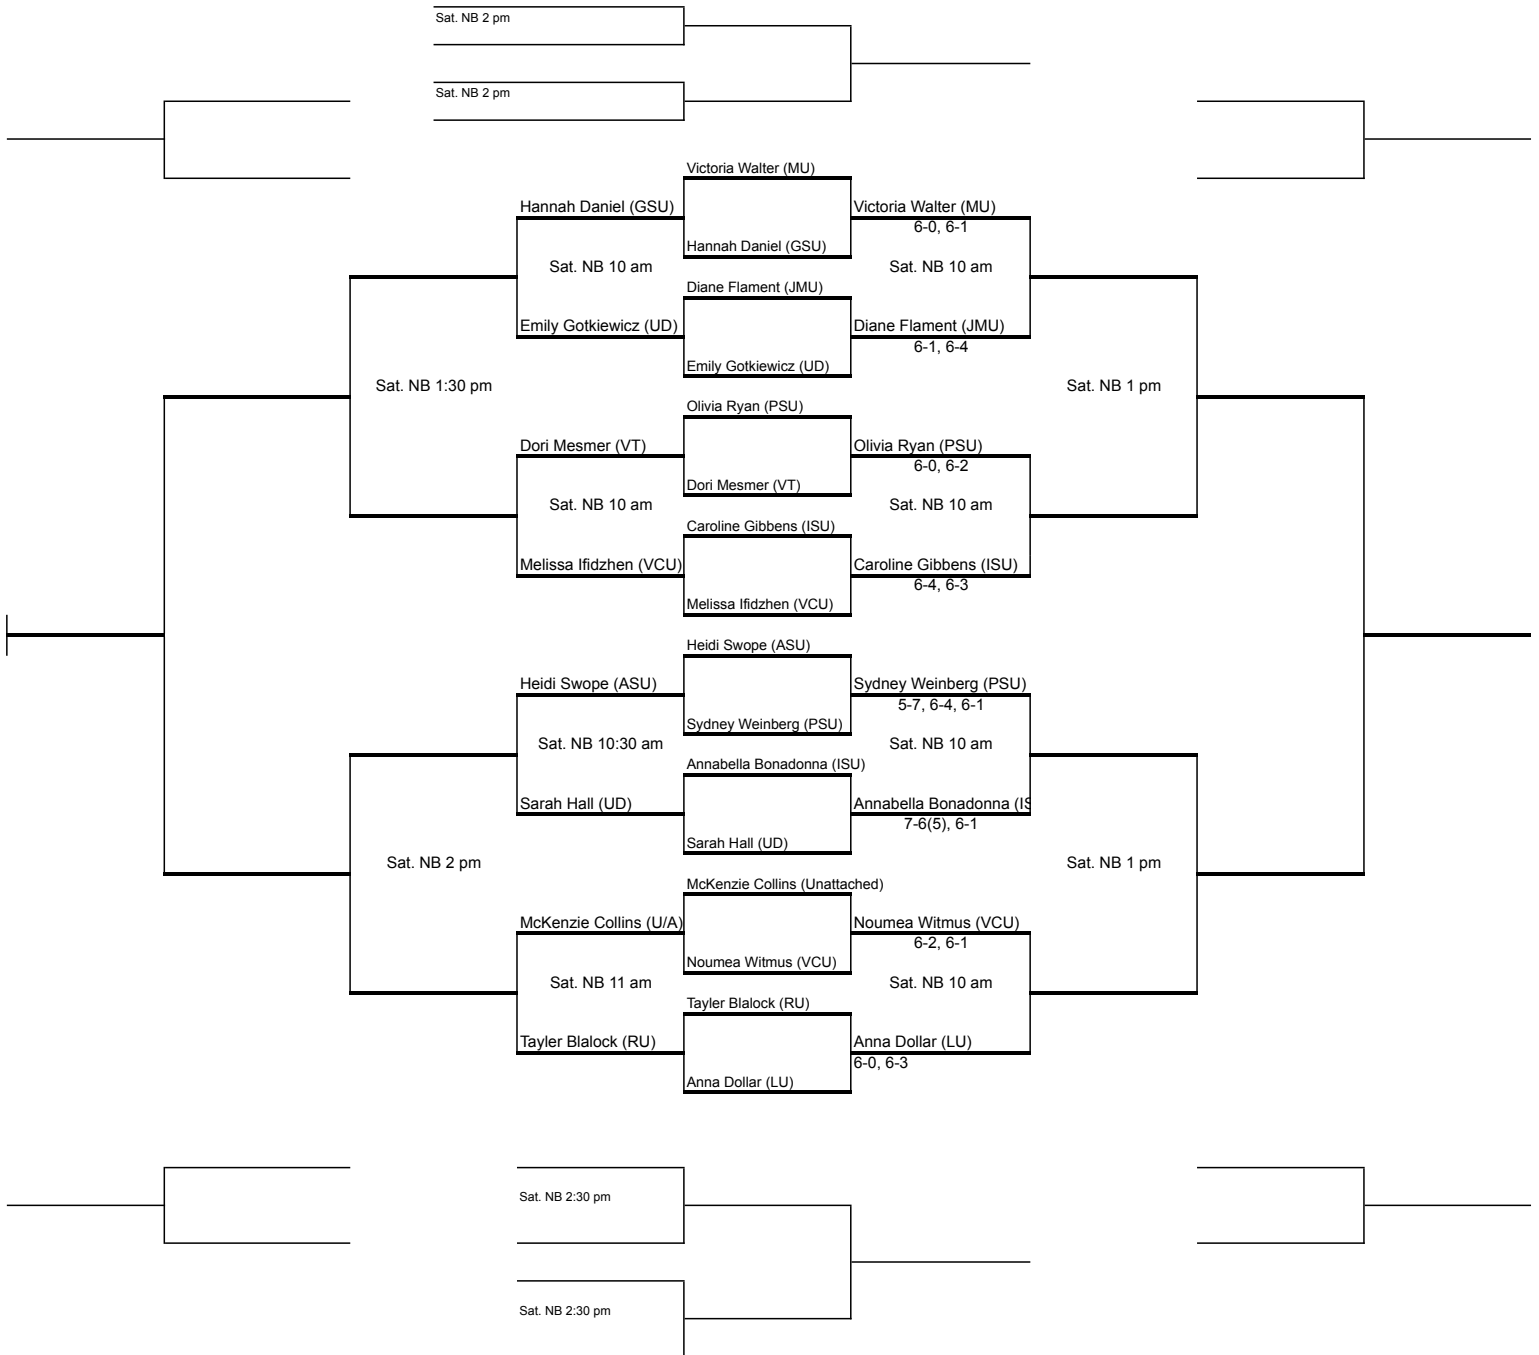 Sat. NB 2 pm
Sat. NB 2 pm
Victoria Walter (MU)
Hannah Daniel (GSU)
Victoria Walter (MU)
6-0, 6-1
Hannah Daniel (GSU)
Sat. NB 10 am
Sat. NB 10 am
Diane Flament (JMU)
Emily Gotkiewicz (UD)
Diane Flament (JMU)
6-1, 6-4
Emily Gotkiewicz (UD)
Sat. NB 1:30 pm
Sat. NB 1 pm
Olivia Ryan (PSU)
Dori Mesmer (VT)
Olivia Ryan (PSU)
6-0, 6-2
Dori Mesmer (VT)
Sat. NB 10 am
Sat. NB 10 am
Caroline Gibbens (ISU)
Melissa Ifidzhen (VCU)
Caroline Gibbens (ISU)
6-4, 6-3
Melissa Ifidzhen (VCU)
Heidi Swope (ASU)
Heidi Swope (ASU)
Sydney Weinberg (PSU)
5-7, 6-4, 6-1
Sydney Weinberg (PSU)
Sat. NB 10:30 am
Sat. NB 10 am
Annabella Bonadonna (ISU)
Sarah Hall (UD)
Annabella Bonadonna (IS
7-6(5), 6-1
Sarah Hall (UD)
Sat. NB 2 pm
Sat. NB 1 pm
McKenzie Collins (Unattached)
McKenzie Collins (U/A)
Noumea Witmus (VCU)
6-2, 6-1
Noumea Witmus (VCU)
Sat. NB 11 am
Sat. NB 10 am
Tayler Blalock (RU)
Tayler Blalock (RU)
Anna Dollar (LU)
6-0, 6-3
Anna Dollar (LU)
Sat. NB 2:30 pm
Sat. NB 2:30 pm